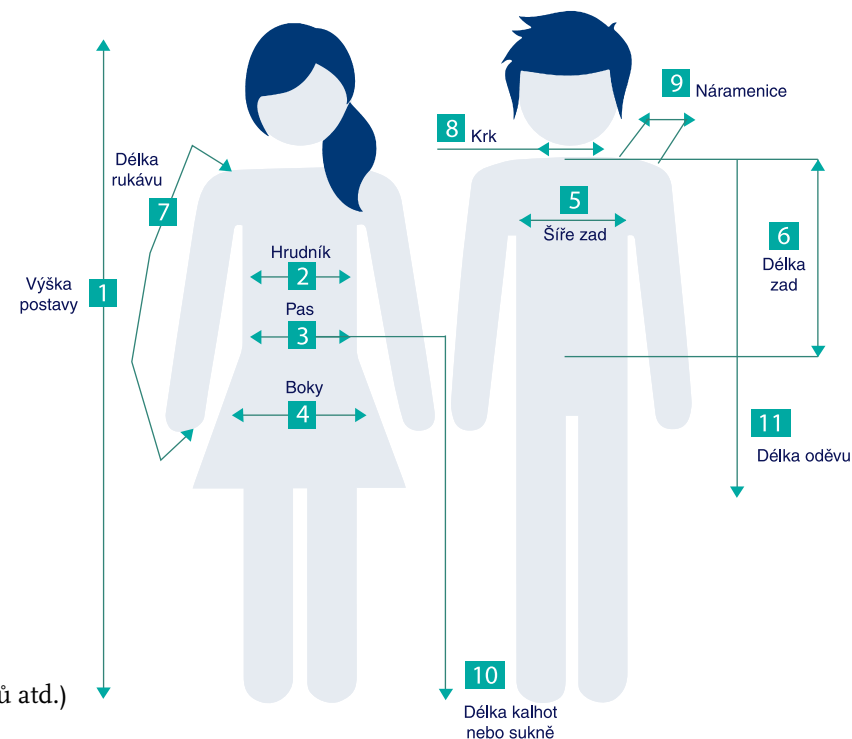 9 Náramenice
8 Krk
Délka
rukávu
7
5
Šíře zad
6
Délka
zad
Hrudník
2
Výška
postavy
1
Pas
3
Boky
4
11
Délka oděvu
ů atd.)
10
Délka kalhot
nebo sukně